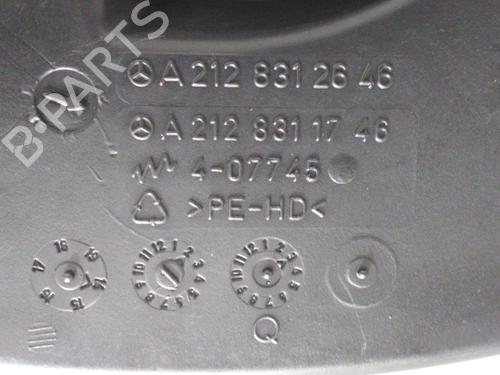 A 212 831 26 46
A 212 831 17 46
4-07745
>PE-HD<
B-PARTS
Q